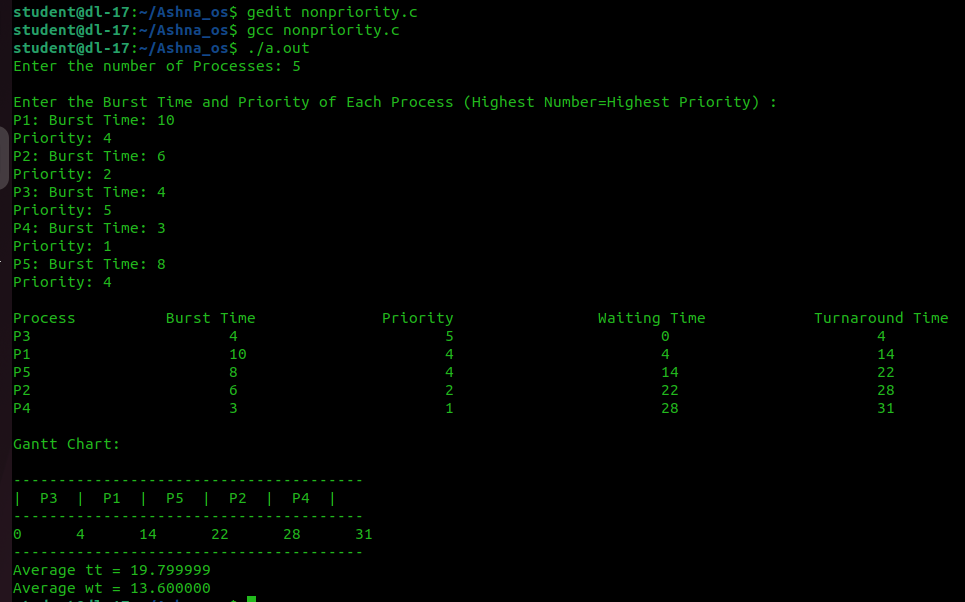 student@dl-17:~/Ashna_os$ gedit nonpriority.c
student@dl-17:~/Ashna_os$ gcc nonpriority.c
student@dl-17:~/Ashna_os$ ./a.out
Enter the number of Processes: 5
Enter the Burst Time and Priority of Each Process (Highest Number=Highest Priority) :
P1: Burst Time: 10
Priority: 4
P2: Burst Time: 6
Priority: 2
P3: Burst Time: 4
Priority: 5
P4: Burst Time: 3
Priority: 1
P5: Burst Time: 8
Priority: 4
Process Burst Time Priority Waiting Time Turnaround Time
P3 4 5 0 4
P1 10 4 4 14
P5 8 4 14 22
P2 6 2 22 28
P4 3 1 28 31
Gantt Chart:
---------------------------------------
| P3 | P1 | P5 | P2 | P4 |
---------------------------------------
0 4 14 22 28 31
---------------------------------------
Average tt = 19.799999
Average wt = 13.600000